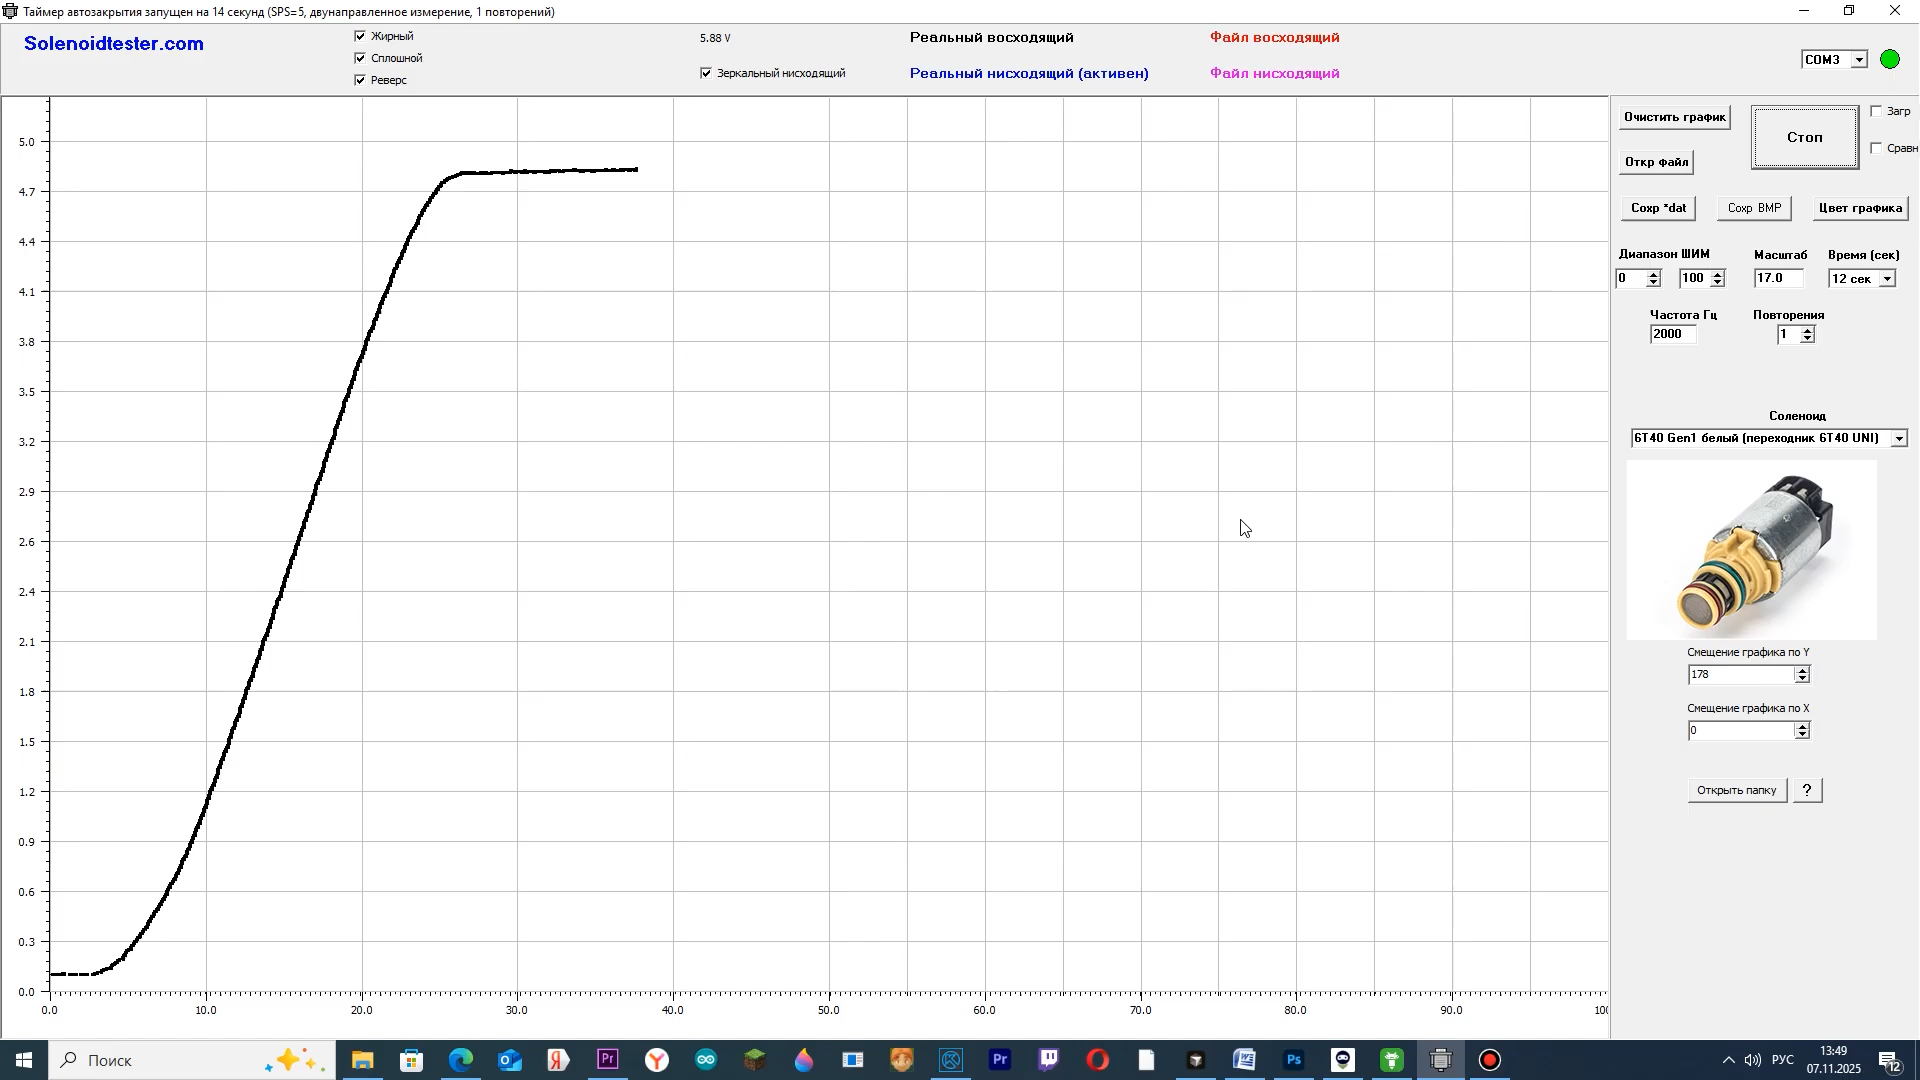 Таймер автозакрытия запущен на 14 секунд (SPS=5, двунаправленное измерение, 1 повторений)
Solenoidtester.com
Жирный
Сплошной
Реверс
5.88 V
Зеркальный нисходящий
Реальный восходящий
Реальный нисходящий (активен)
Файл восходящий
Файл нисходящий
COM3
Очистить график
Стоп
Загр
Сравн
Откр файл
Сохр *dat
Сохр BMP
Цвет графика
Диапазон ШИМ
Масштаб
Время (сек)
0
100
17.0
12 сек
Частота Гц
Повторения
2000
1
Соленоид
6T40 Gen1 белый (переходник 6T40 UNI)
Смещение графика по Y
178
Смещение графика по X
0
Открыть папку
?
5.0
4.7
4.4
4.1
3.8
3.5
3.2
2.9
2.6
2.4
2.1
1.8
1.5
1.2
0.9
0.6
0.3
0.0
0.0 10.0 20.0 30.0 40.0 50.0 60.0 70.0 80.0 90.0 100
Поиск
РУС
13:49
07.11.2025
12